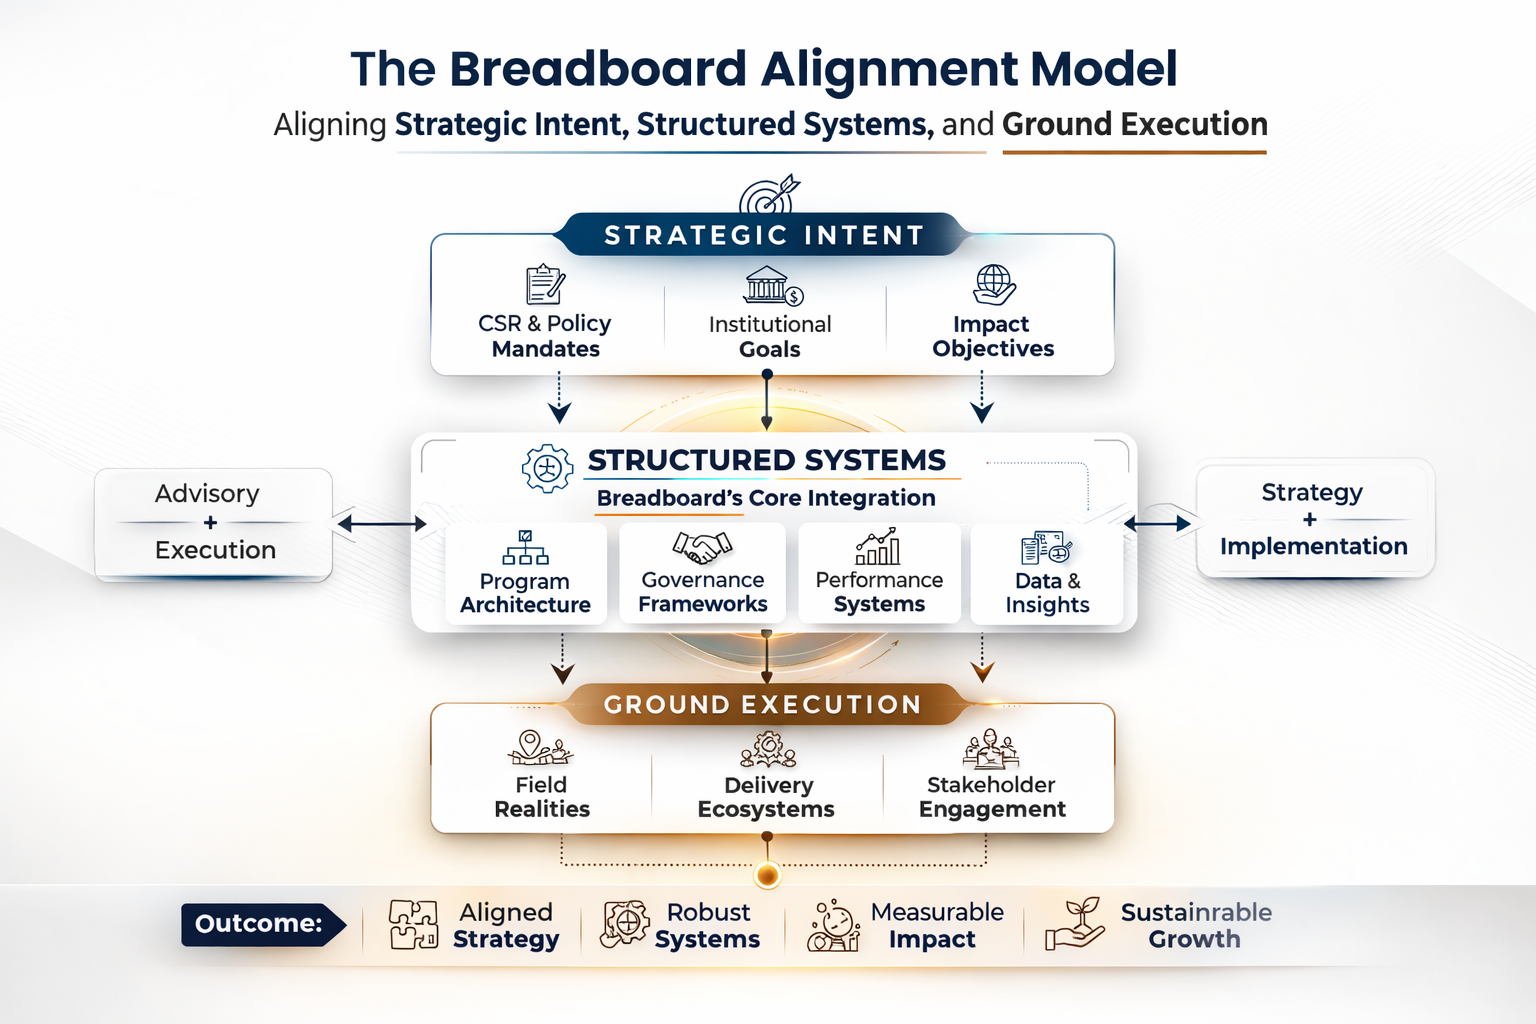 The Breadboard Alignment Model
Aligning Strategic Intent, Structured Systems, and Ground Execution
STRATEGIC INTENT
CSR & Policy
Mandates
Institutional
Goals
Impact
Objectives
STRUCTURED SYSTEMS
Breadboard's Core Integration
Advisory
+
Execution
Program
Architecture
Governance
Frameworks
Performance
Systems
Data &
Insights
Strategy
+
Implementation
GROUND EXECUTION
Field
Realities
Delivery
Ecosystems
Stakeholder
Engagement
Outcome:
Aligned
Strategy
Robust
Systems
Measurable
Impact
Sustainrable
Growth